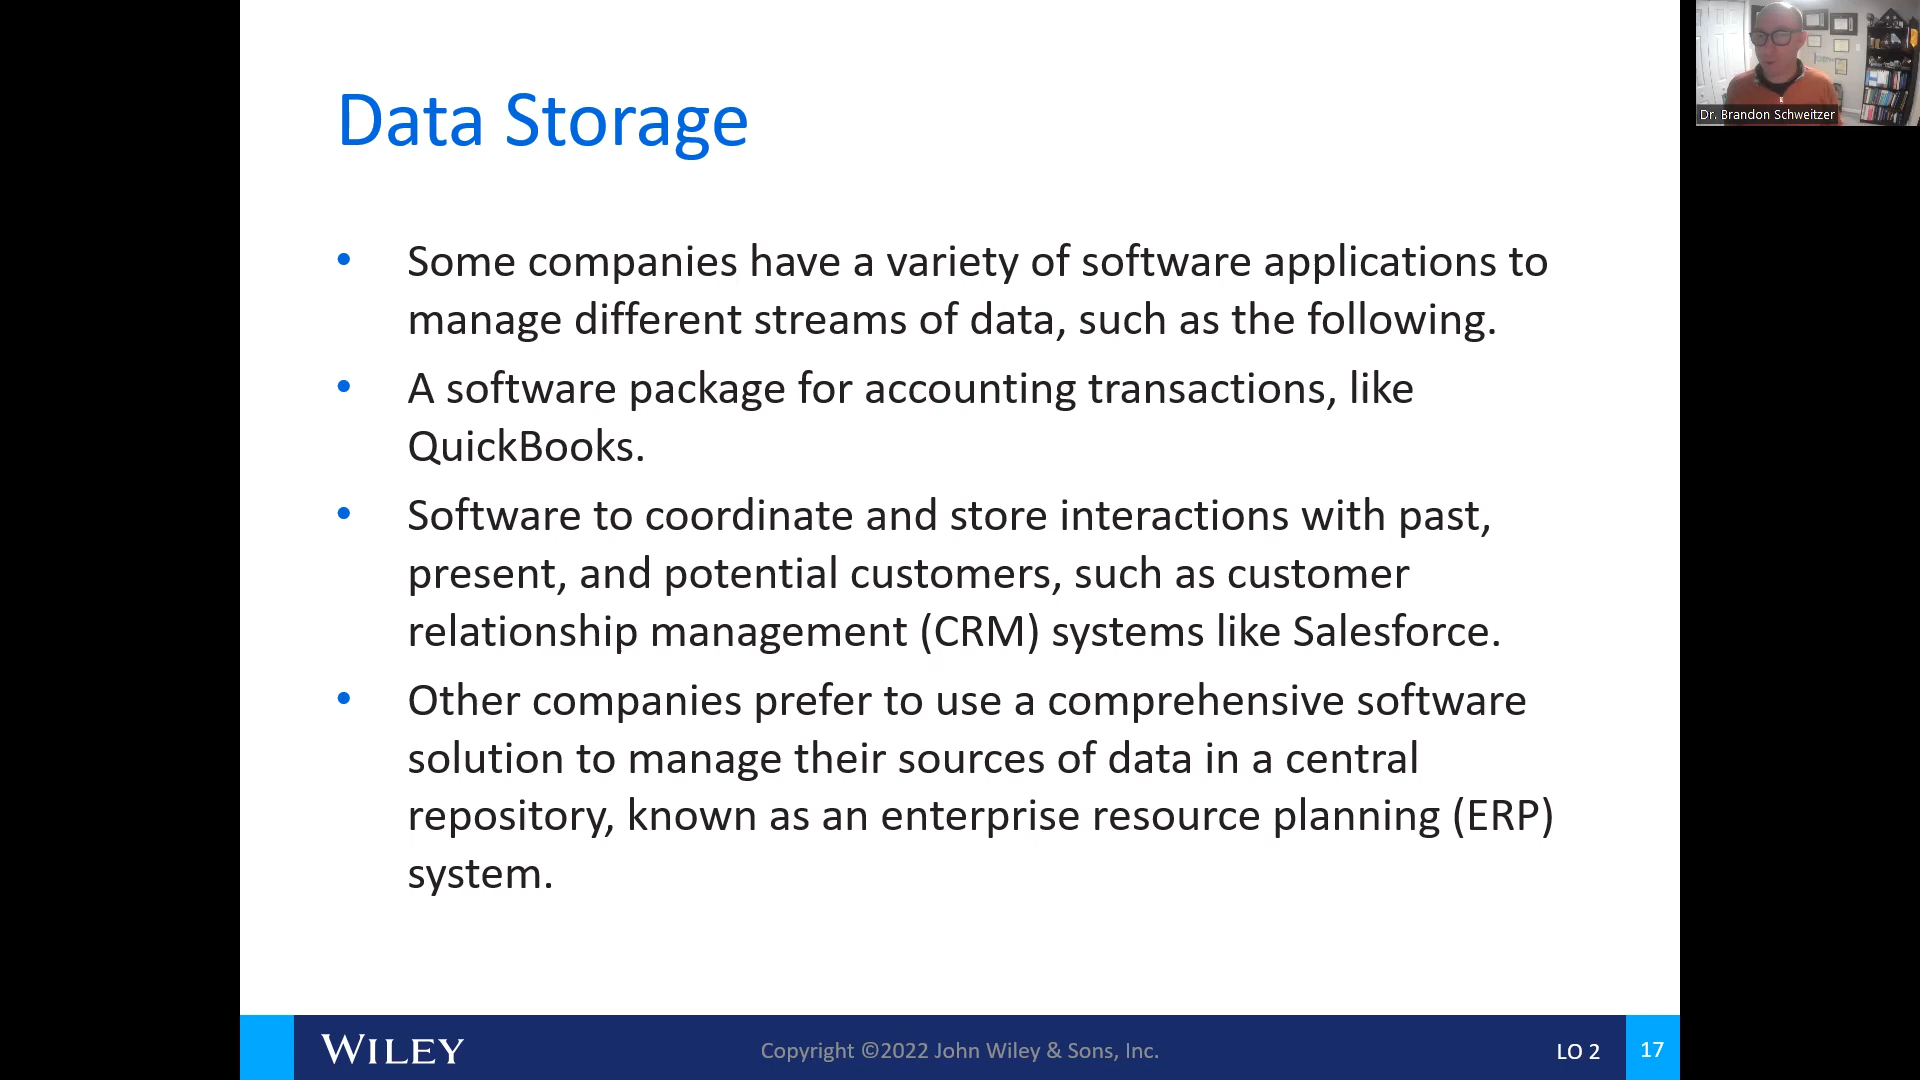 Data Storage
• Some companies have a variety of software applications to
manage different streams of data, such as the following.
• A software package for accounting transactions, like
QuickBooks.
• Software to coordinate and store interactions with past,
present, and potential customers, such as customer
relationship management (CRM) systems like Salesforce.
• Other companies prefer to use a comprehensive software
solution to manage their sources of data in a central
repository, known as an enterprise resource planning (ERP)
system.
Dr. Brandon Schweitzer
WILEY
Copyright ©2022 John Wiley & Sons, Inc.
LO 2
17